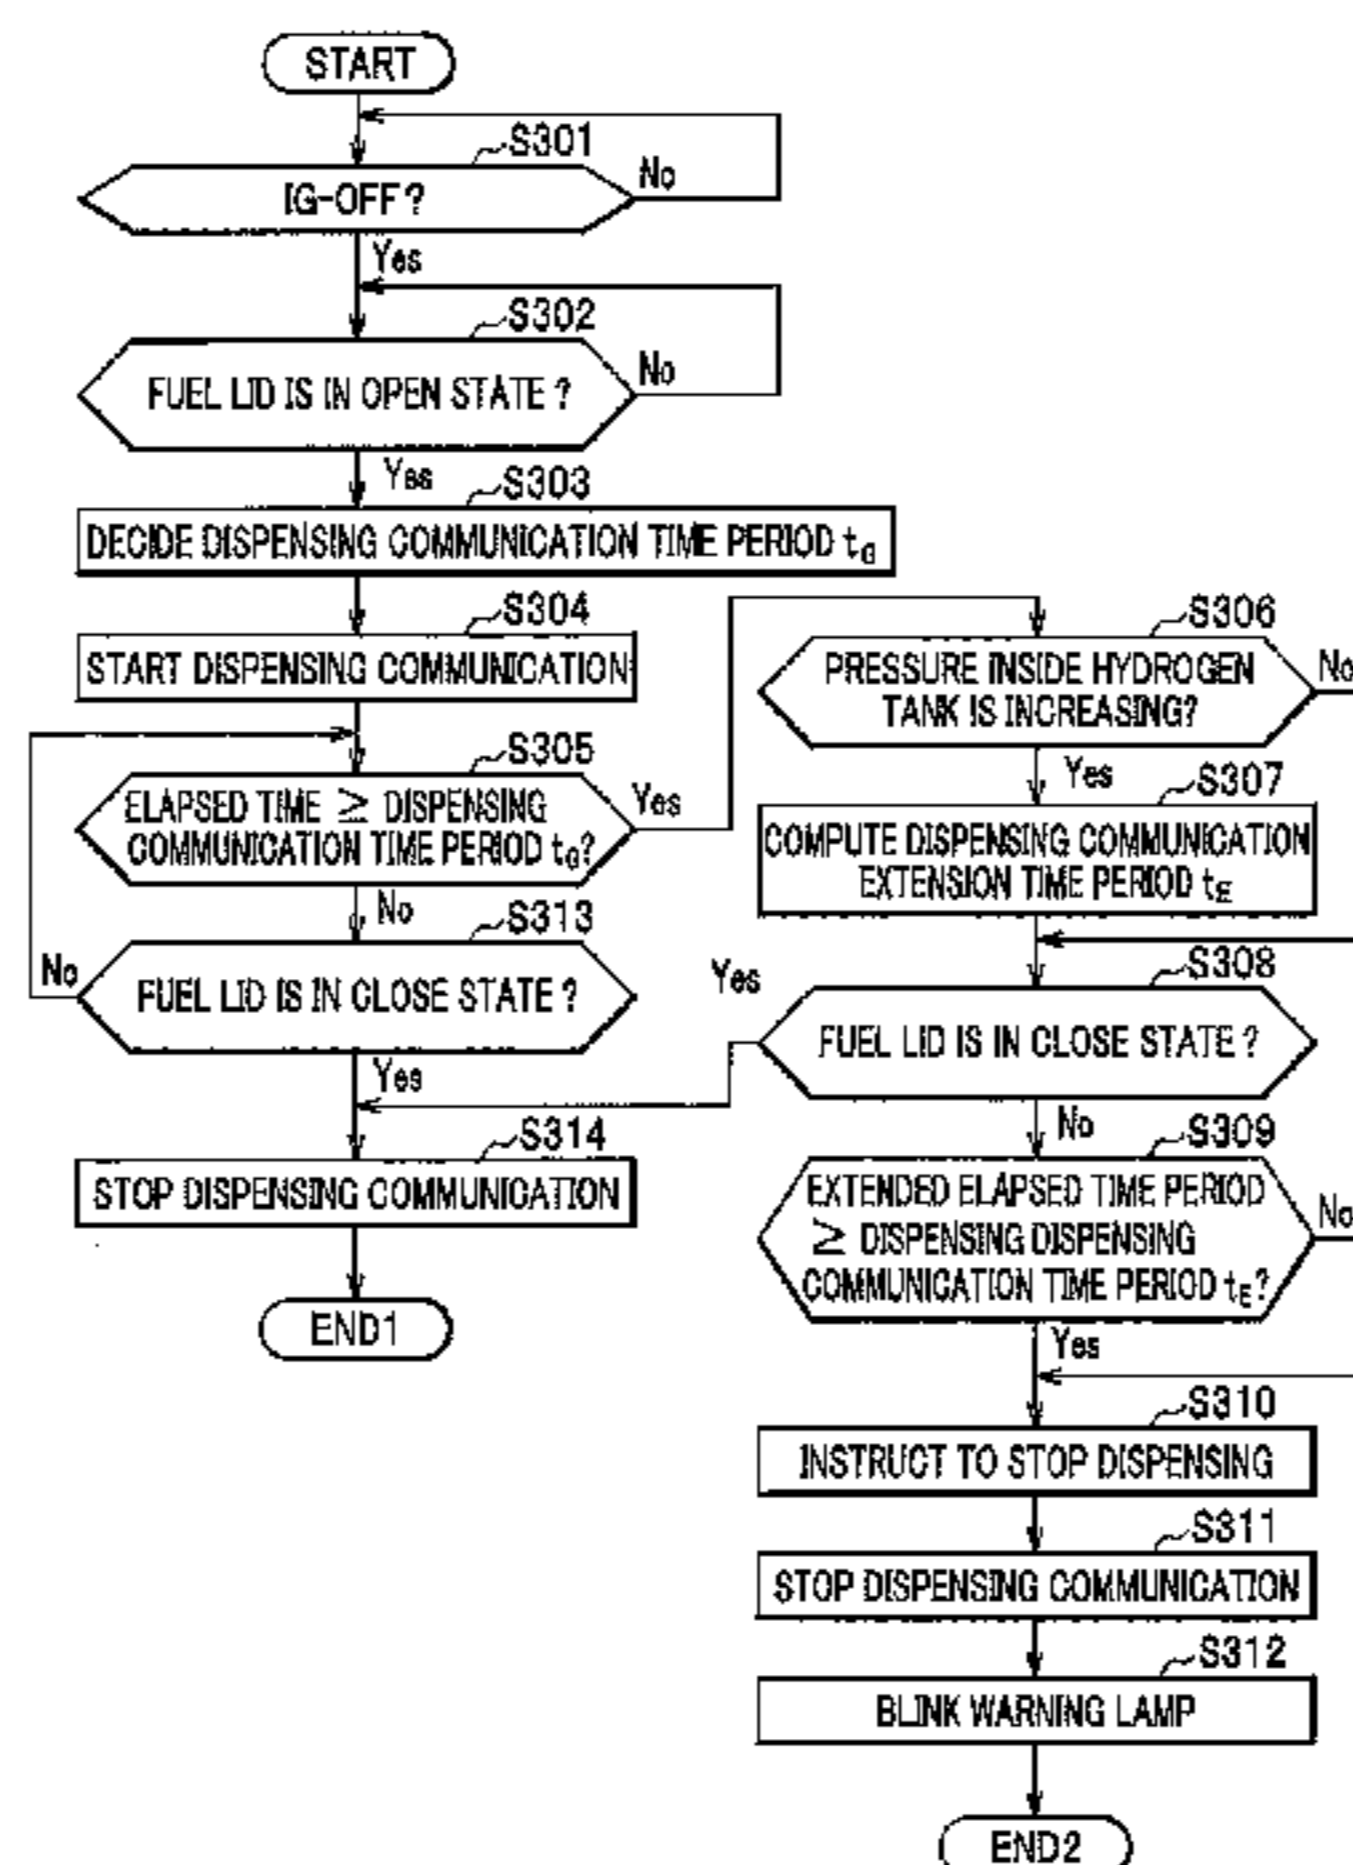 START
S301
IG-OFF?
No
Yes
S302
FUEL LID IS IN OPEN STATE ?
No
Yes
S303
DECIDE DISPENSING COMMUNICATION TIME PERIOD tG
S304
START DISPENSING COMMUNICATION
S305
ELAPSED TIME ≧ DISPENSING
COMMUNICATION TIME PERIOD tG?
Yes
No
S313
FUEL LID IS IN CLOSE STATE ?
No
Yes
S314
STOP DISPENSING COMMUNICATION
END1
S306
PRESSURE INSIDE HYDROGEN
TANK IS INCREASING?
No
Yes
S307
COMPUTE DISPENSING COMMUNICATION
EXTENSION TIME PERIOD tE
S308
Yes
FUEL LID IS IN CLOSE STATE ?
No
S309
EXTENDED ELAPSED TIME PERIOD
≧ DISPENSING DISPENSING
COMMUNICATION TIME PERIOD tE?
No
Yes
S310
INSTRUCT TO STOP DISPENSING
S311
STOP DISPENSING COMMUNICATION
S312
BLINK WARNING LAMP
END2